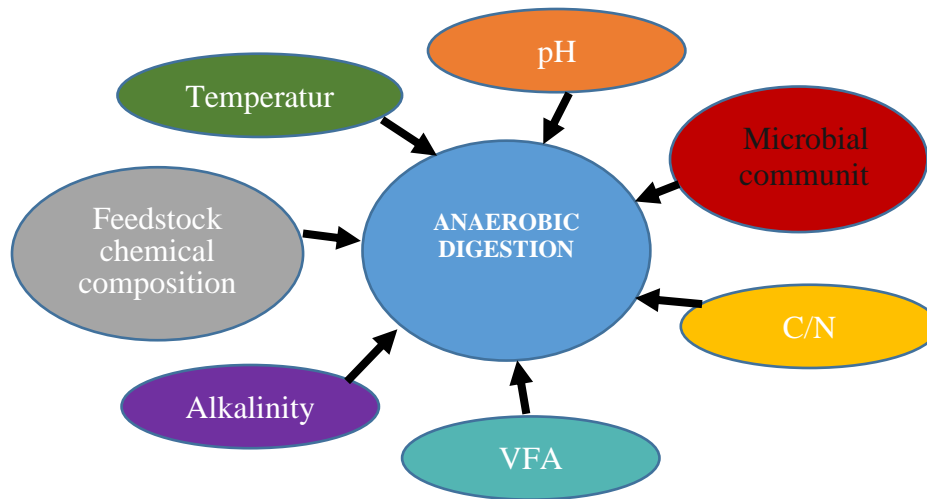 pH
Temperatur
Microbial
communit
ANAEROBIC
DIGESTION
Feedstock
chemical
composition
C/N
Alkalinity
VFA